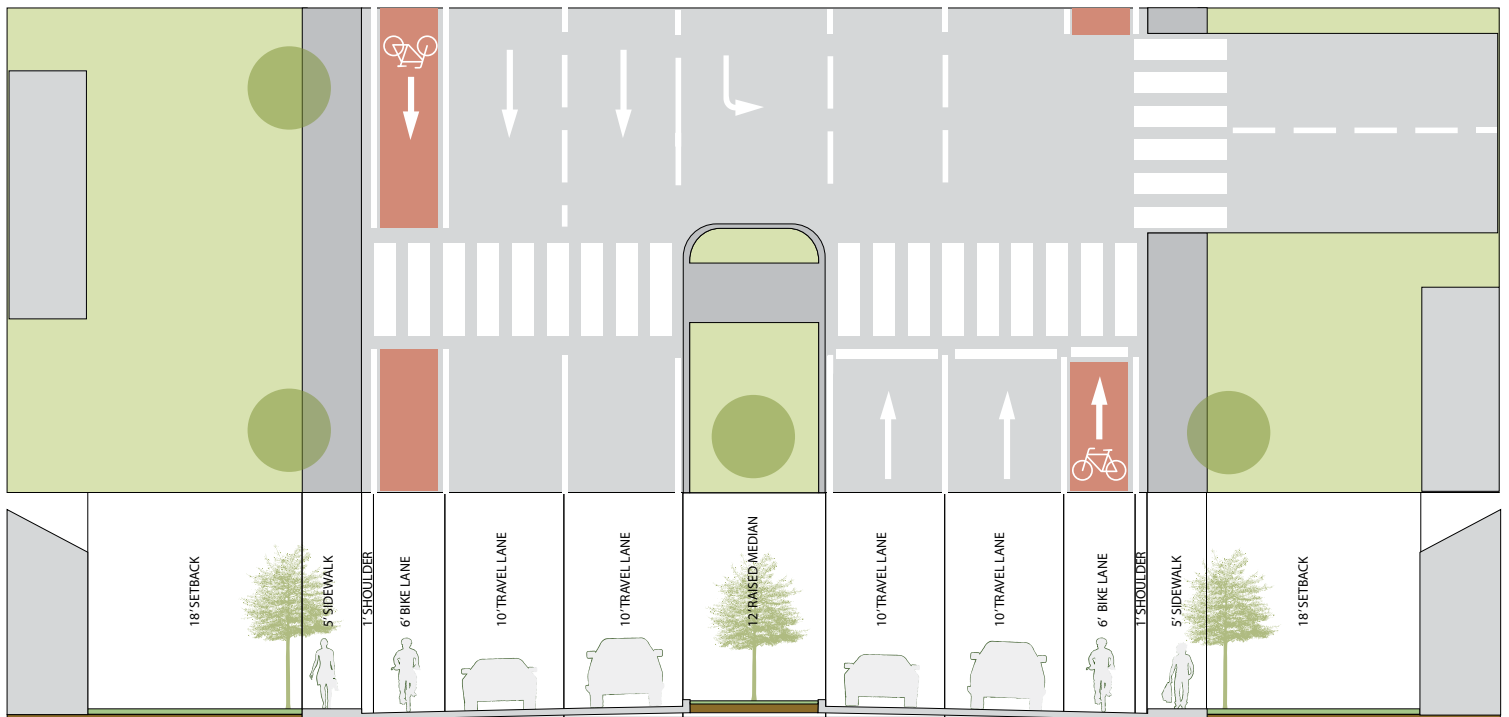 18' SETBACK
5' SIDEWALK
1' SHOULDER
6' BIKE LANE
10' TRAVEL LANE
10' TRAVEL LANE
12' RAISED MEDIAN
10' TRAVEL LANE
10' TRAVEL LANE
6' BIKE LANE
1' SHOULDER
5' SIDEWALK
18' SETBACK